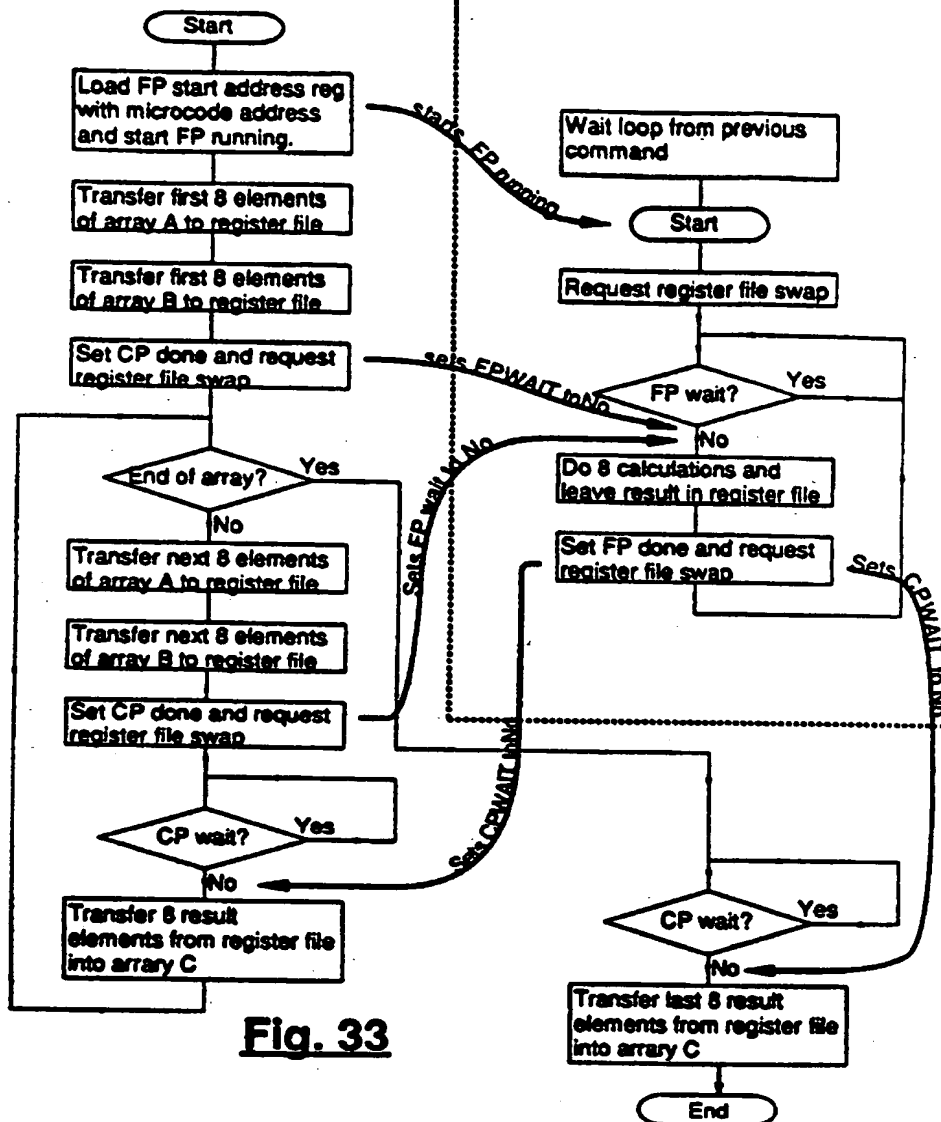 Start
Load FP start address reg
with microcode address
and start FP running.
Transfer first 8 elements
of array A to register file
Transfer first 8 elements
of array B to register file
Set CP done and request
register file swap
End of array?
Yes
No
Transfer next 8 elements
of array A to register file
Transfer next 8 elements
of array B to register file
Set CP done and request
register file swap
CP wait?
Yes
No
Transfer 8 result
elements from register file
into arrary C
starts FP running
sets FPWAIT toNo
Sets FP wait to No
Sets CPWAIT toNo
Wait loop from previous
command
Start
Request register file swap
FP wait?
Yes
No
Do 8 calculations and
leave result in register file
Set FP done and request
register file swap
Sets CPWAIT to No
CP wait?
Yes
No
Transfer last 8 result
elements from register file
into arrary C
End
Fig. 33